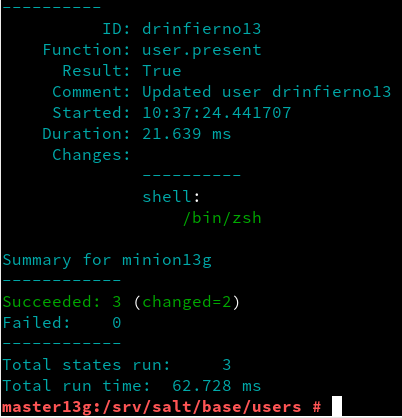 ----------
          ID: drinfierno13
    Function: user.present
      Result: True
     Comment: Updated user drinfierno13
     Started: 10:37:24.441707
    Duration: 21.639 ms
     Changes:
              ----------
              shell:
                  /bin/zsh

Summary for minion13g
------------
Succeeded: 3 (changed=2)
Failed:    0
------------
Total states run:     3
Total run time:  62.728 ms
master13g:/srv/salt/base/users #